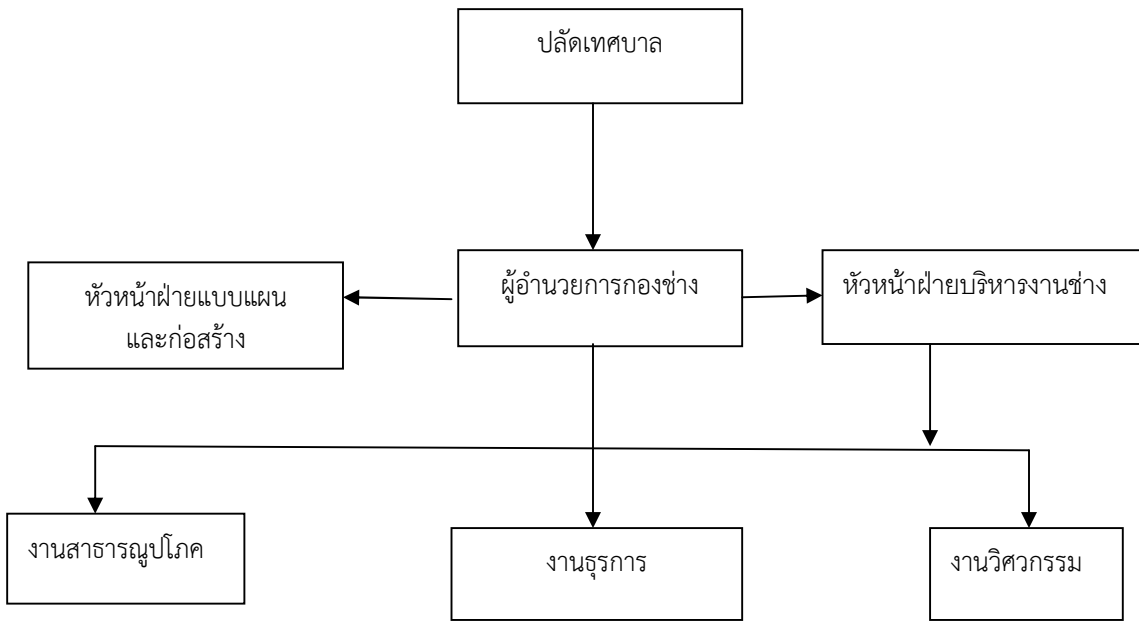 ปลัดเทศบาล
หัวหน้าฝ่ายแบบแผน
และก่อสร้าง
ผู้อำนวยการกองช่าง
หัวหน้าฝ่ายบริหารงานช่าง
งานสาธารณูปโภค
งานธุรการ
งานวิศวกรรม